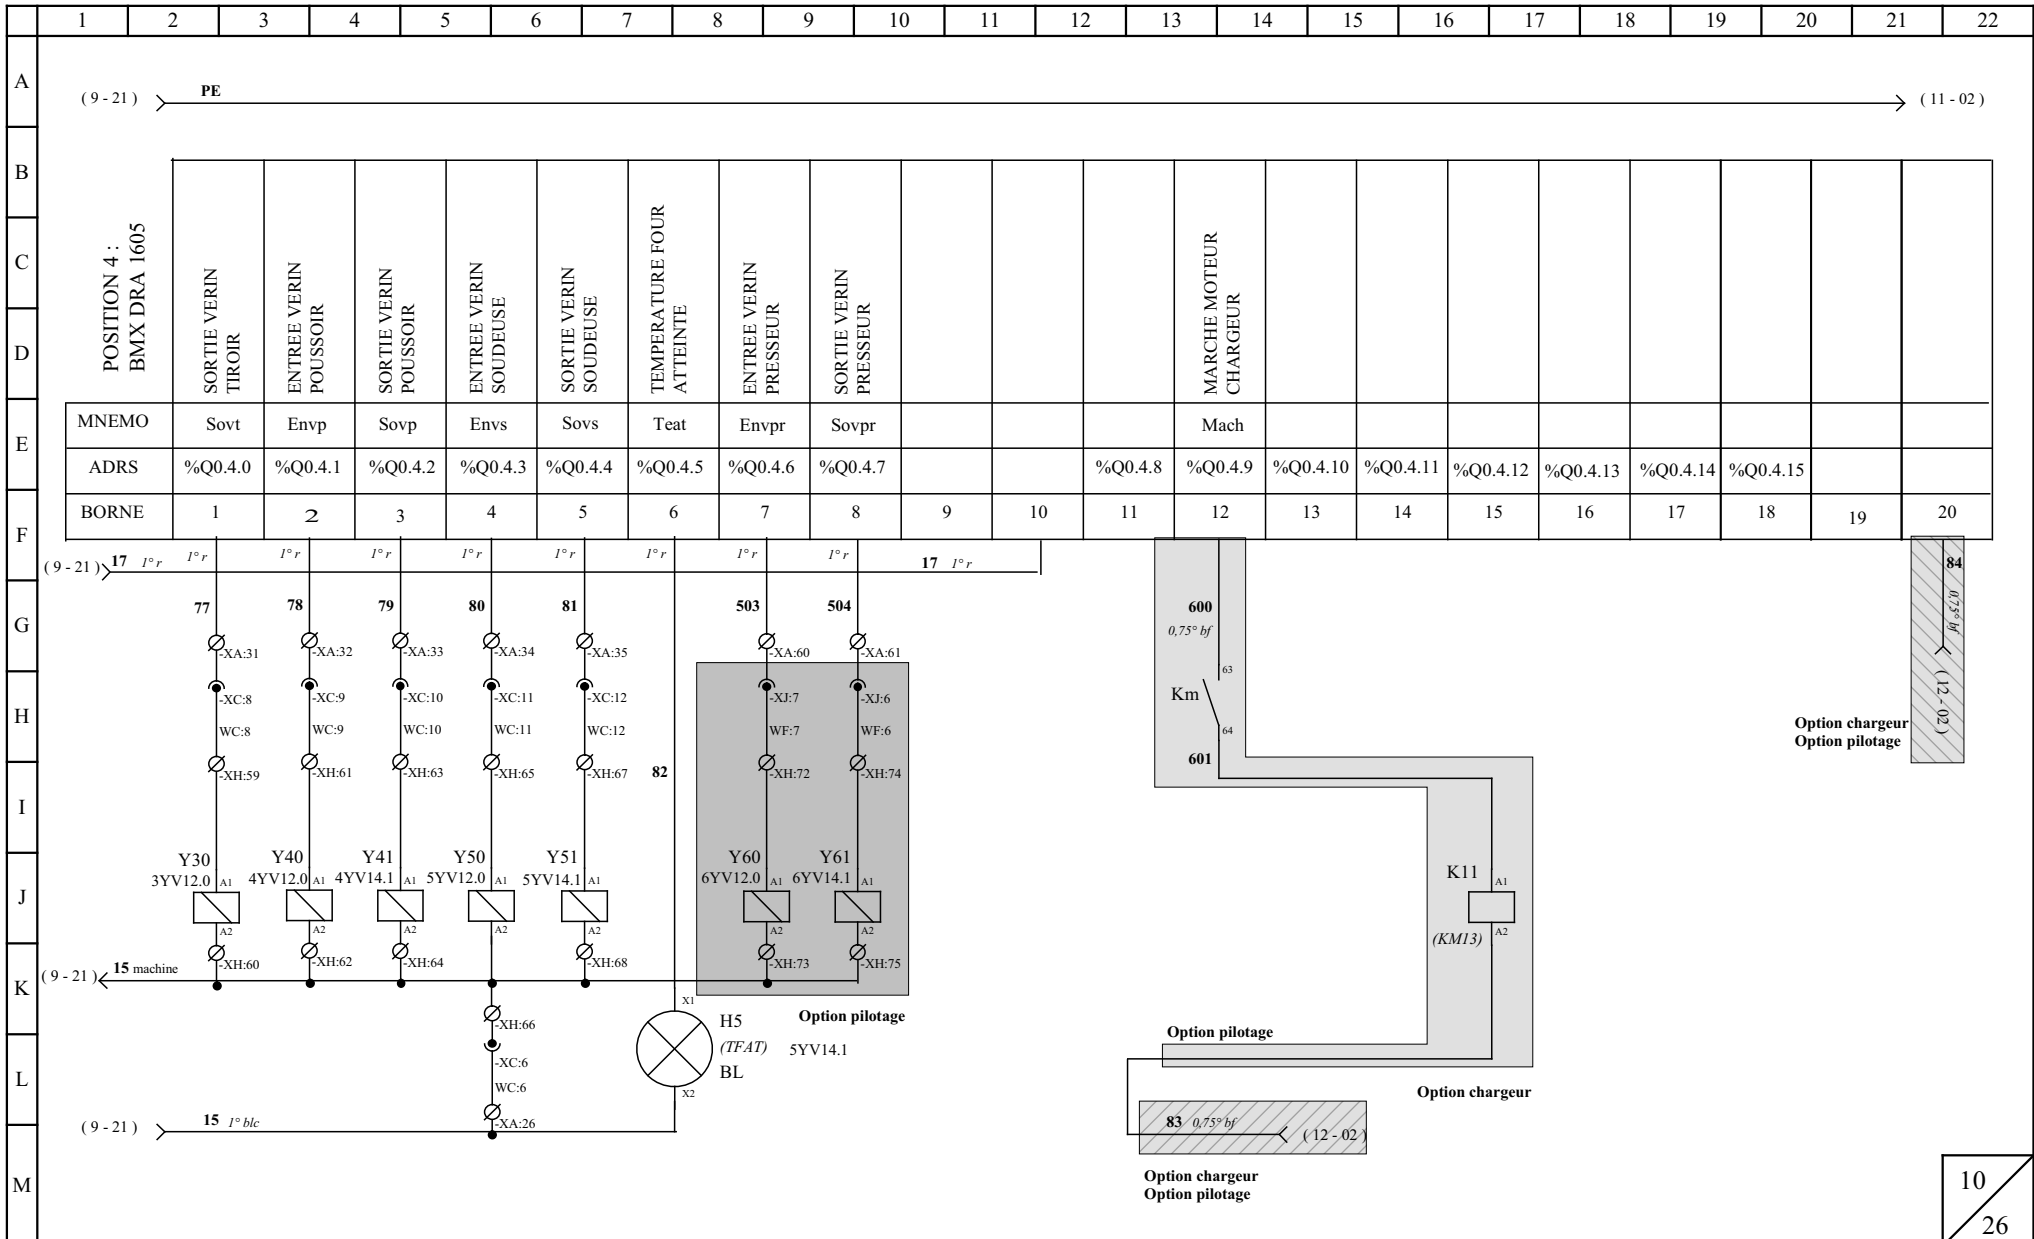 1 2 3 4 5 6 7 8 9 10 11 12 13 14 15 16 17 18 19 20 21 22
A
( 9 - 21 ) PE ( 11 - 02 )
B
C
D
POSITION 4 :
BMX DRA 1605
SORTIE VERIN
TIROIR
ENTREE VERIN
POUSSOIR
SORTIE VERIN
POUSSOIR
ENTREE VERIN
SOUDEUSE
SORTIE VERIN
SOUDEUSE
TEMPERATURE FOUR
ATTEINTE
ENTREE VERIN
PRESSEUR
SORTIE VERIN
PRESSEUR
MARCHE MOTEUR
CHARGEUR
E
MNEMO Sovt Envp Sovp Envs Sovs Teat Envpr Sovpr Mach
ADRS %Q0.4.0 %Q0.4.1 %Q0.4.2 %Q0.4.3 %Q0.4.4 %Q0.4.5 %Q0.4.6 %Q0.4.7 %Q0.4.8 %Q0.4.9 %Q0.4.10 %Q0.4.11 %Q0.4.12 %Q0.4.13 %Q0.4.14 %Q0.4.15
F
BORNE 1 2 3 4 5 6 7 8 9 10 11 12 13 14 15 16 17 18 19 20
1° r 1° r 1° r 1° r 1° r 1° r 1° r 1° r
( 9 - 21 ) 17 1° r 17 1° r
84
0,75° bf
( 12 - 02 )
G
77 78 79 80 81 503 504 600
0,75° bf
-XA:31 -XA:32 -XA:33 -XA:34 -XA:35 -XA:60 -XA:61
63
H
-XC:8 -XC:9 -XC:10 -XC:11 -XC:12 -XJ:7 -XJ:6
Km
WC:8 WC:9 WC:10 WC:11 WC:12 WF:7 WF:6
64
Option chargeur
Option pilotage
601
-XH:59 -XH:61 -XH:63 -XH:65 -XH:67 82 -XH:72 -XH:74
I
J
Y30 Y40 Y41 Y50 Y51 Y60 Y61
3YV12.0 A1 4YV12.0 A1 4YV14.1 A1 5YV12.0 A1 5YV14.1 A1 6YV12.0 A1 6YV14.1 A1
K11 A1
A2 A2 A2 A2 A2 A2 A2 A2
(KM13)
-XH:60 -XH:62 -XH:64 -XH:68 -XH:73 -XH:75
K
( 9 - 21 ) 15 machine
X1
-XH:66
H5
(TFAT) 5YV14.1
BL
Option pilotage
Option pilotage
L
-XC:6
WC:6
X2
Option chargeur
-XA:26
( 9 - 21 ) 15 1° blc
83 0,75° bf ( 12 - 02 )
M
Option chargeur
Option pilotage
10
26